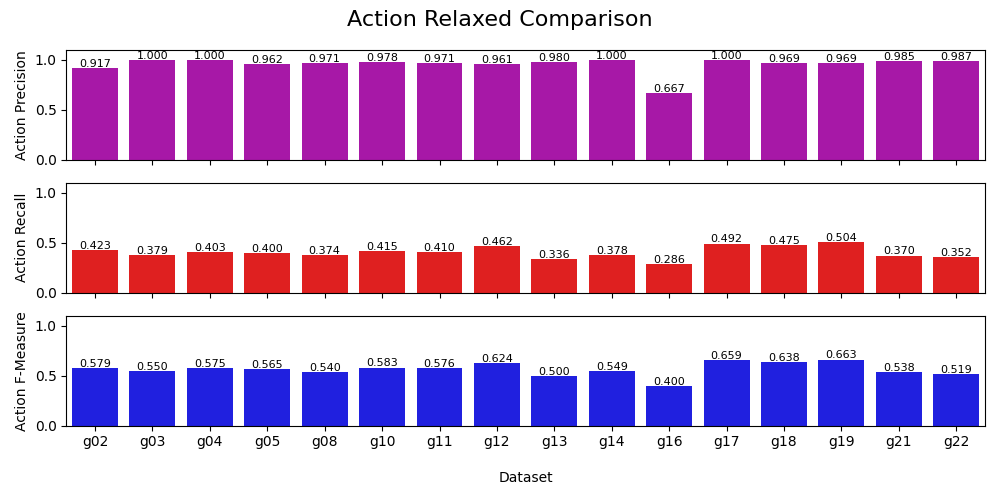 Action Relaxed Comparison
Action Precision
1.0
0.5
0.0
0.917 1.000 1.000 0.962 0.971 0.978 0.971 0.961 0.980 1.000 0.667 1.000 0.969 0.969 0.985 0.987
Action Recall
1.0
0.5
0.0
0.423 0.379 0.403 0.400 0.374 0.415 0.410 0.462 0.336 0.378 0.286 0.492 0.475 0.504 0.370 0.352
Action F-Measure
1.0
0.5
0.0
0.579 0.550 0.575 0.565 0.540 0.583 0.576 0.624 0.500 0.549 0.400 0.659 0.638 0.663 0.538 0.519
g02 g03 g04 g05 g08 g10 g11 g12 g13 g14 g16 g17 g18 g19 g21 g22
Dataset